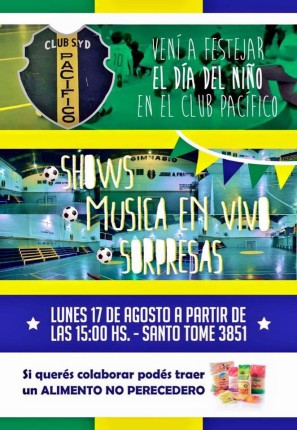 CLUB SYD
PACIFICO
VENÍ A FESTEJAR
EL DÍA DEL NIÑO
EN EL CLUB PACÍFICO
GIMNASIO
SHOWS
MUSICA EN VIVO
SORPRESAS
LUNES 17 DE AGOSTO A PARTIR DE
LAS 15:00 HS. - SANTO TOME 3851
Si querés colaborar podés traer
un ALIMENTO NO PERECEDERO